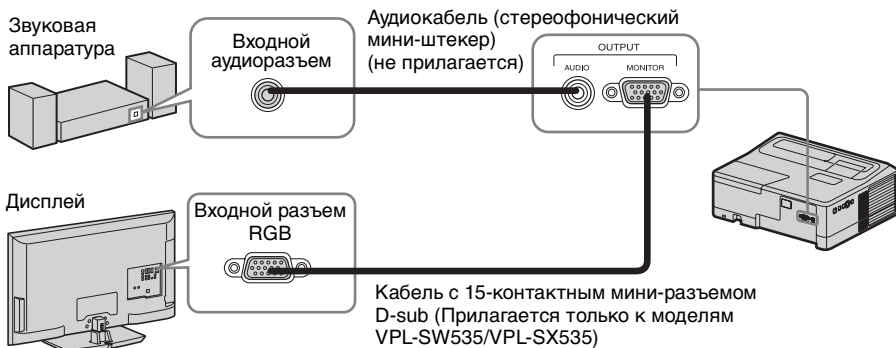 Звуковая
аппаратура
Входной
аудиоразъем
Аудиокабель (стереофонический
мини-штекер)
(не прилагается)
OUTPUT
AUDIO
MONITOR
Дисплей
Входной разъем
RGB
Кабель с 15-контактным мини-разъемом
D-sub (Прилагается только к моделям
VPL-SW535/VPL-SX535)